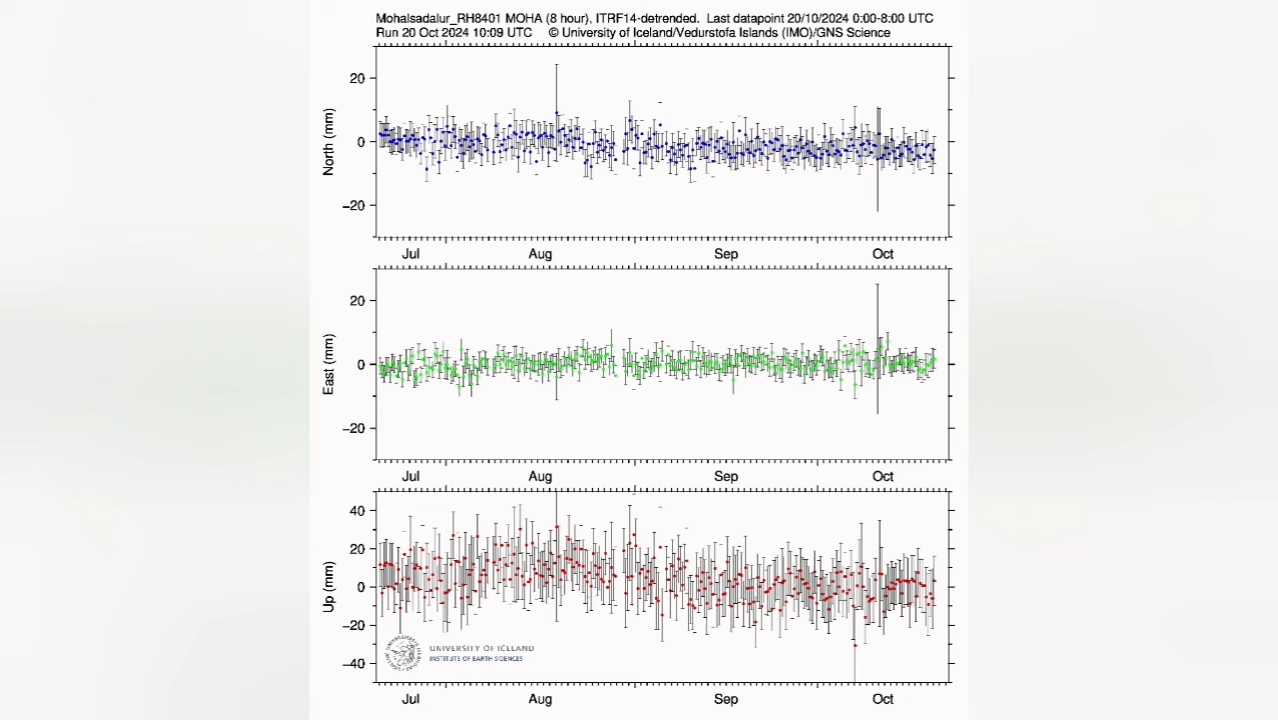 Mohalsadalur_RH8401 MOHA (8 hour), ITRF14-detrended. Last datapoint 20/10/2024 0:00-8:00 UTC
Run 20 Oct 2024 10:09 UTC © University of Iceland/Vedurstofa Islands (IMO)/GNS Science
North (mm)
20
0
−20
Jul Aug Sep Oct
East (mm)
20
0
−20
Jul Aug Sep Oct
Up (mm)
40
20
0
−20
−40
UNIVERSITY OF ICELAND
INSTITUTE OF EARTH SCIENCES
Jul Aug Sep Oct